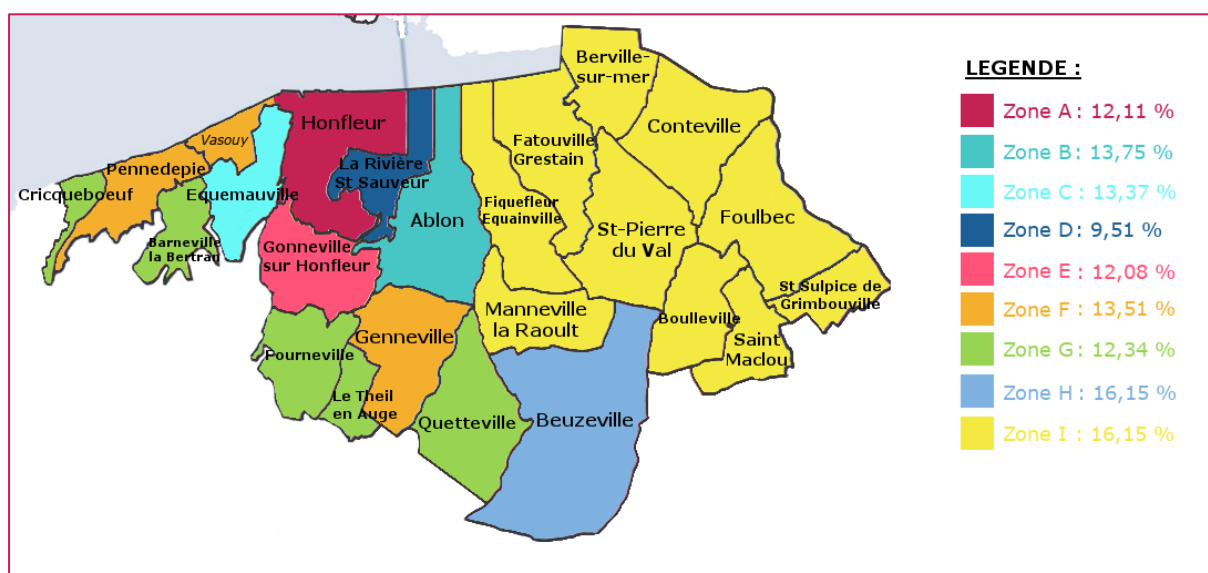 Berville-
sur-mer
LEGENDE :
Zone A : 12,11 %
Zone B : 13,75 %
Zone C : 13,37 %
Zone D : 9,51 %
Zone E : 12,08 %
Zone F : 13,51 %
Zone G : 12,34 %
Zone H : 16,15 %
Zone I : 16,15 %
Honfleur
Conteville
Vasouy
Fatouville
Grestain
Pennedepie
La Rivière
St Sauveur
Cricqueboeuf
Equemauville
Fiquefleur
Equainville
Ablon
Foulbec
St-Pierre
du Val
Barneville
la Bertran
Gonneville
sur Honfleur
St Sulpice de
Grimbouville
Manneville
la Raoult
Boulleville
Saint
Maclou
Genneville
Fourneville
Le Theil
en Auge
Quetteville
Beuzeville